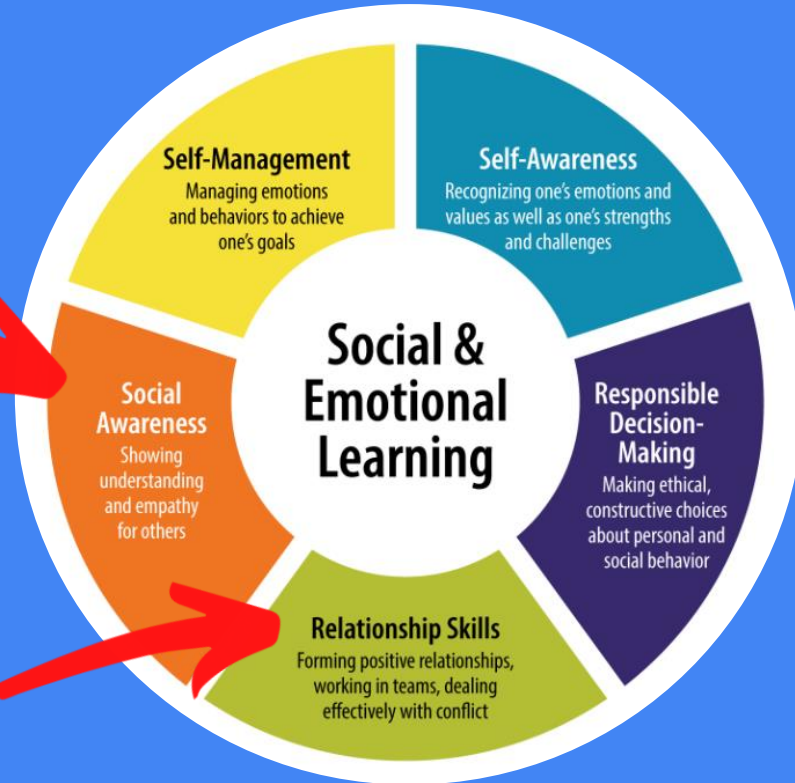 Self-Management
Managing emotions
and behaviors to achieve
one's goals
Self-Awareness
Recognizing one's emotions and
values as well as one's strengths
and challenges
Social &
Emotional
Learning
Social
Awareness
Showing
understanding
and empathy
for others
Responsible
Decision-
Making
Making ethical,
constructive choices
about personal and
social behavior
Relationship Skills
Forming positive relationships,
working in teams, dealing
effectively with conflict